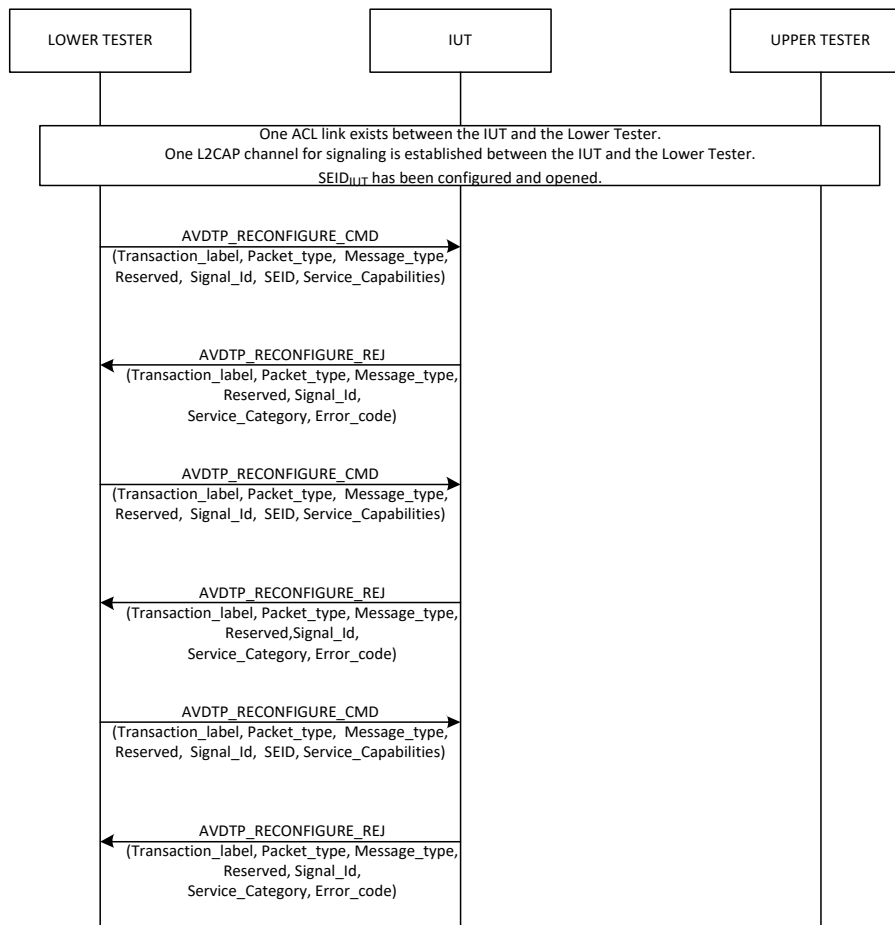 LOWER TESTER
IUT
UPPER TESTER
One ACL link exists between the IUT and the Lower Tester.
One L2CAP channel for signaling is established between the IUT and the Lower Tester.
SEIDIUT has been configured and opened.
AVDTP_RECONFIGURE_CMD
(Transaction_label, Packet_type, Message_type,
Reserved, Signal_Id, SEID, Service_Capabilities)
AVDTP_RECONFIGURE_REJ
(Transaction_label, Packet_type, Message_type,
Reserved, Signal_Id,
Service_Category, Error_code)
AVDTP_RECONFIGURE_CMD
(Transaction_label, Packet_type, Message_type,
Reserved, Signal_Id, SEID, Service_Capabilities)
AVDTP_RECONFIGURE_REJ
(Transaction_label, Packet_type, Message_type,
Reserved,Signal_Id,
Service_Category, Error_code)
AVDTP_RECONFIGURE_CMD
(Transaction_label, Packet_type, Message_type,
Reserved, Signal_Id, SEID, Service_Capabilities)
AVDTP_RECONFIGURE_REJ
(Transaction_label, Packet_type, Message_type,
Reserved, Signal_Id,
Service_Category, Error_code)